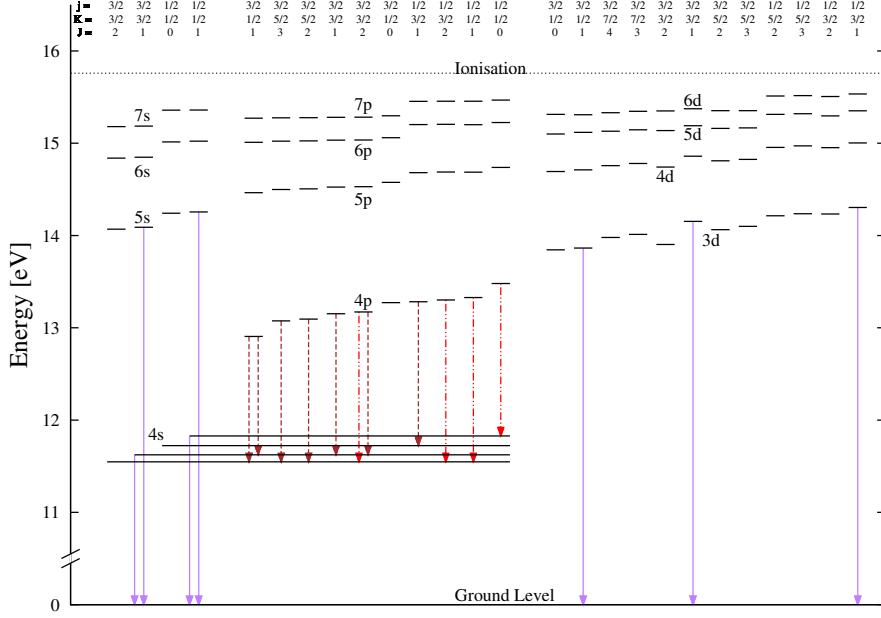 j = 3/2 3/2 1/2 1/2 3/2 3/2 3/2 3/2 3/2 3/2 1/2 1/2 1/2 1/2 3/2 3/2 3/2 3/2 3/2 3/2 3/2 3/2 1/2 1/2 1/2 1/2
K = 3/2 3/2 1/2 1/2 1/2 5/2 5/2 3/2 3/2 1/2 3/2 3/2 1/2 1/2 1/2 1/2 7/2 7/2 3/2 3/2 5/2 5/2 5/2 5/2 3/2 3/2
J = 2 1 0 1 1 3 2 1 2 0 1 2 1 0 0 1 4 3 2 1 2 3 2 3 2 1
16
Ionisation
7s 7p 6d
15
6s 6p 5d
5p 4d
5s
14
3d
4p
13
12
4s
11
0
Ground Level
Energy [eV]